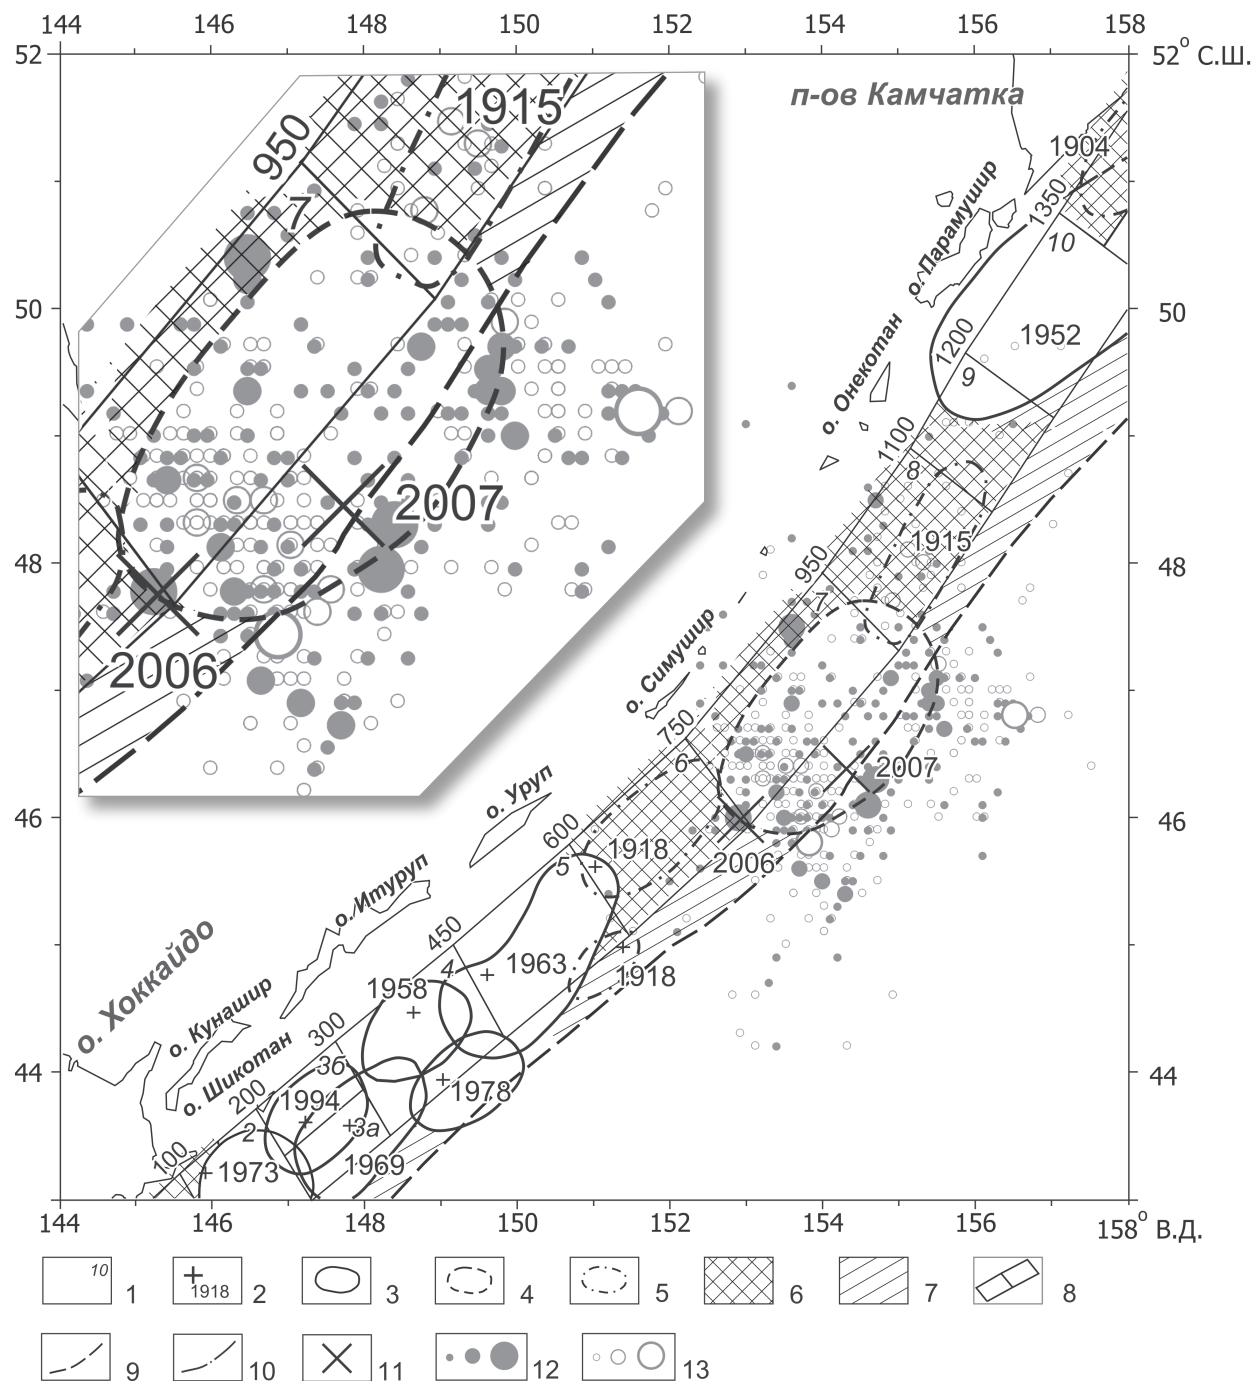 144 146 148 150 152 154 156 158
52
52° С.Ш.
п-ов Камчатка
1915
950
7
2007
2006
1904
1350
10
о. Парамушир
50
50
1952
1200
9
о. Онекотан
1100
8
1915
48
48
950
7
о. Симушир
750
6
2007
46
46
2006
о. Уруп
600
5
1918
о. Итуруп
450
4
1963
1918
о. Хоккайдо
1958
о. Кунашир
300
3б
о. Шикотан
44
44
200
1994
1978
2
3а
100
1973
1969
144 146 148 150 152 154 156 158° В.Д.
10 1 1918 2 3 4 5 6 7 8
9 10 11 12 13